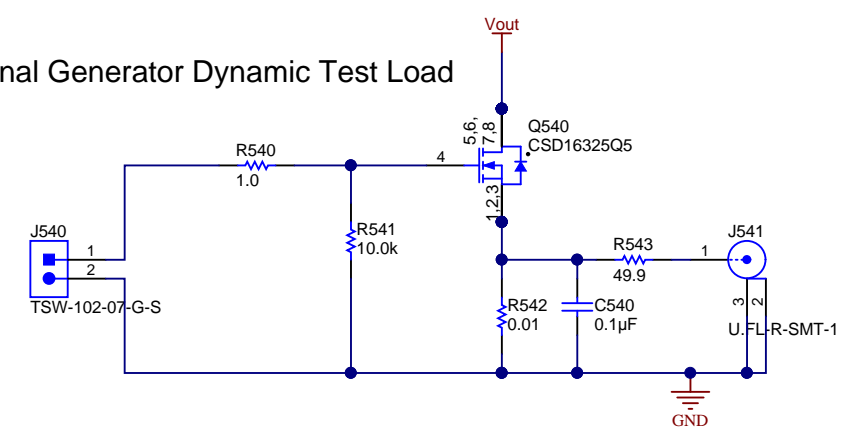 Vout
nal Generator Dynamic Test Load
5,6,
7,8
Q540
CSD16325Q5
R540
1.0
4
1,2,3
J540
1
2
TSW-102-07-G-S
R541
10.0k
R543
49.9
J541
1
R542
0.01
C540
0.1µF
3
2
U.FL-R-SMT-1
GND